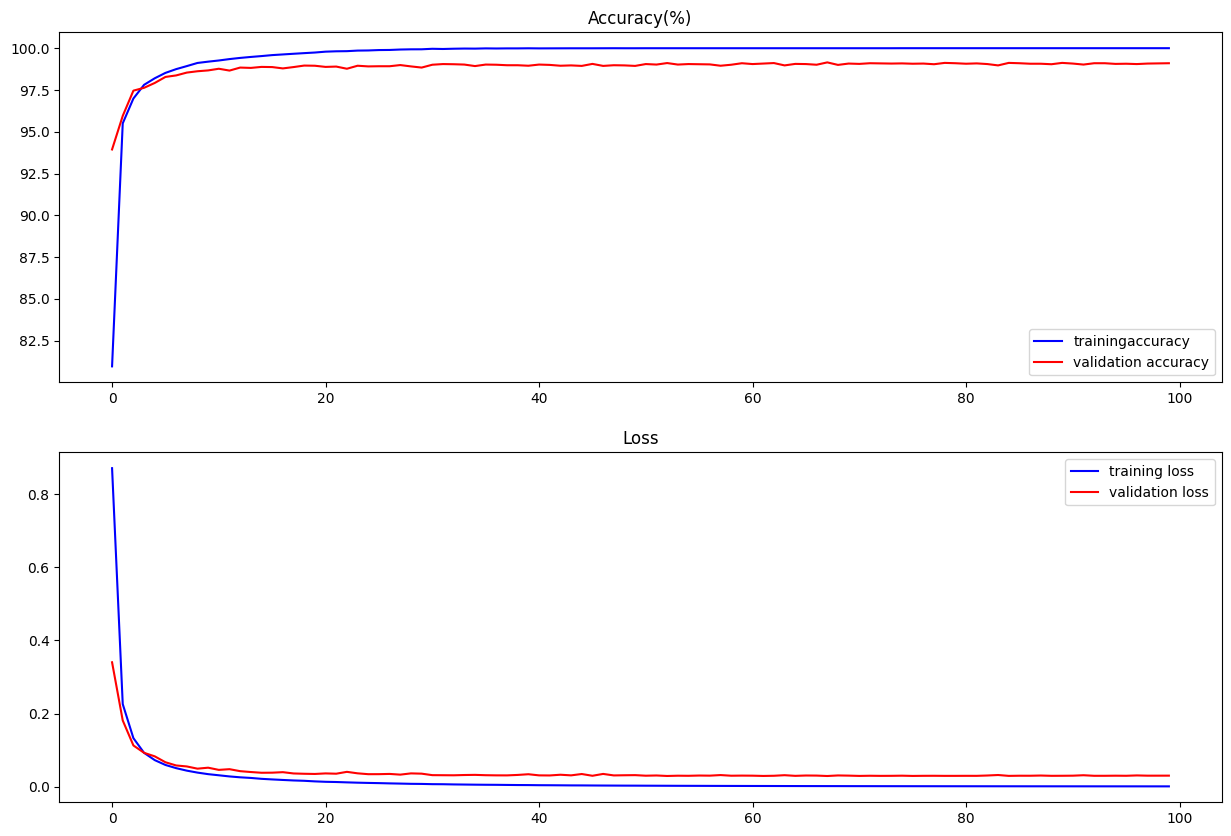 Accuracy(%)
100.0
97.5
95.0
92.5
90.0
87.5
85.0
82.5
trainingaccuracy
validation accuracy
0 20 40 60 80 100
Loss
training loss
validation loss
0.8
0.6
0.4
0.2
0.0
0 20 40 60 80 100